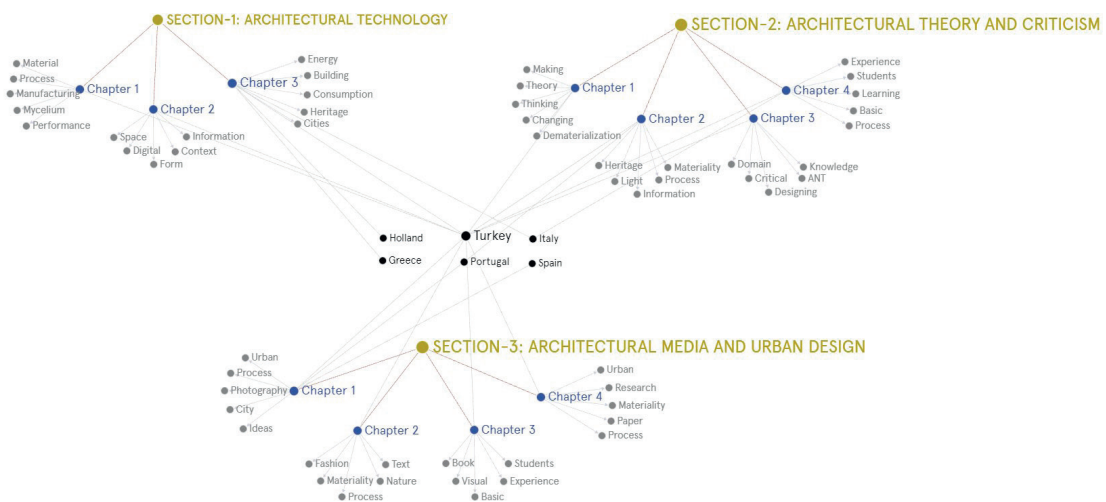 SECTION-1: ARCHITECTURAL TECHNOLOGY
Chapter 1
Material
Process
Manufacturing
Mycelium
Performance
Chapter 2
Space
Digital
Form
Context
Information
Chapter 3
Energy
Building
Consumption
Heritage
Cities
SECTION-2: ARCHITECTURAL THEORY AND CRITICISM
Chapter 1
Making
Theory
Thinking
Changing
Dematerialization
Chapter 2
Heritage
Light
Information
Process
Materiality
Chapter 3
Domain
Critical
Designing
ANT
Knowledge
Chapter 4
Experience
Students
Learning
Basic
Process
Holland
Turkey
Italy
Greece
Portugal
Spain
SECTION-3: ARCHITECTURAL MEDIA AND URBAN DESIGN
Chapter 1
Urban
Process
Photography
City
Ideas
Chapter 2
Fashion
Materiality
Process
Nature
Text
Chapter 3
Book
Visual
Basic
Experience
Students
Chapter 4
Urban
Research
Materiality
Paper
Process